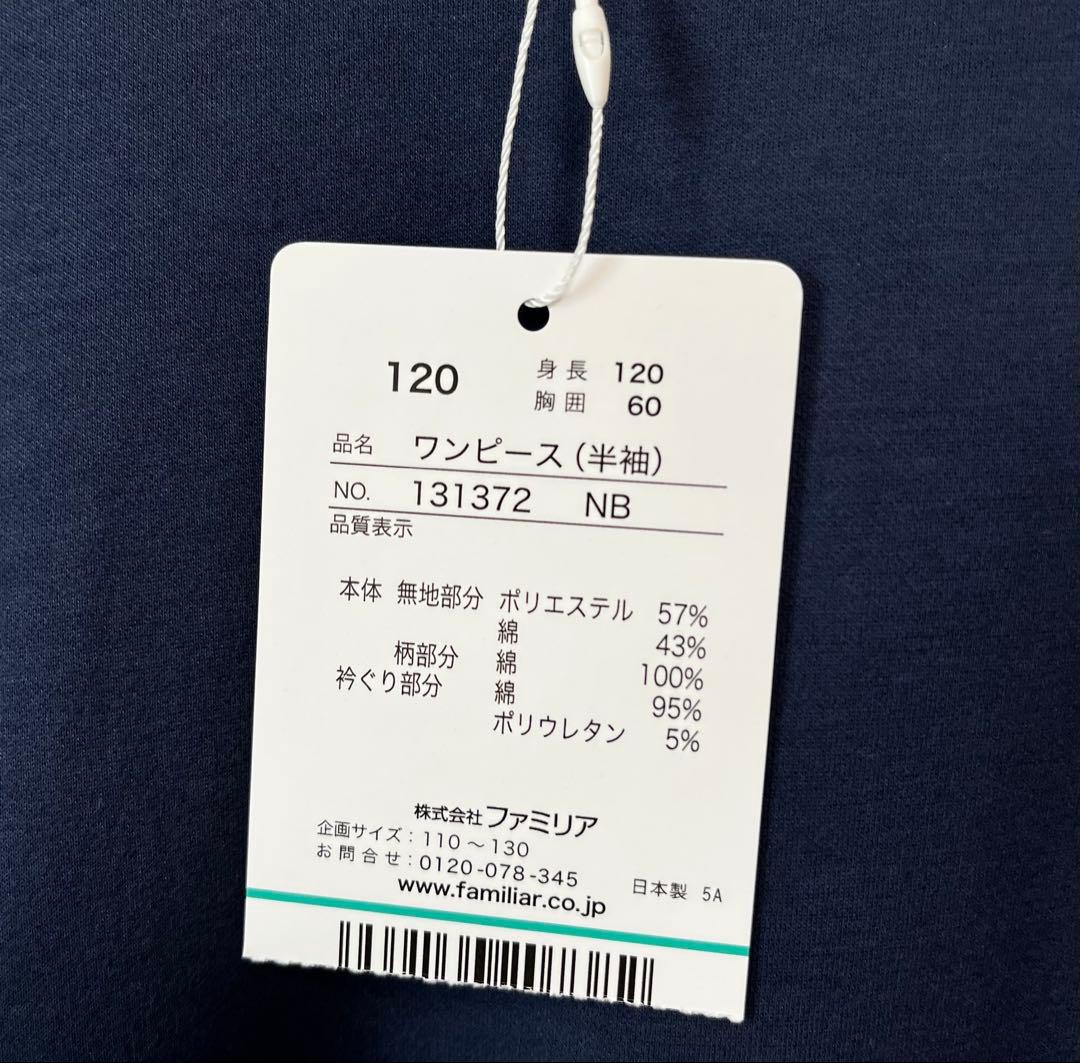 120 身長 120
胸囲 60
品名 ワンピース(半袖)
NO. 131372 NB
品質表示
本体 無地部分 ポリエステル 57%
綿 43%
柄部分 綿 100%
衿ぐり部分 綿 95%
ポリウレタン 5%
株式会社ファミリア
企画サイズ:110〜130
お問合せ:0120-078-345
www.familiar.co.jp 日本製 5A